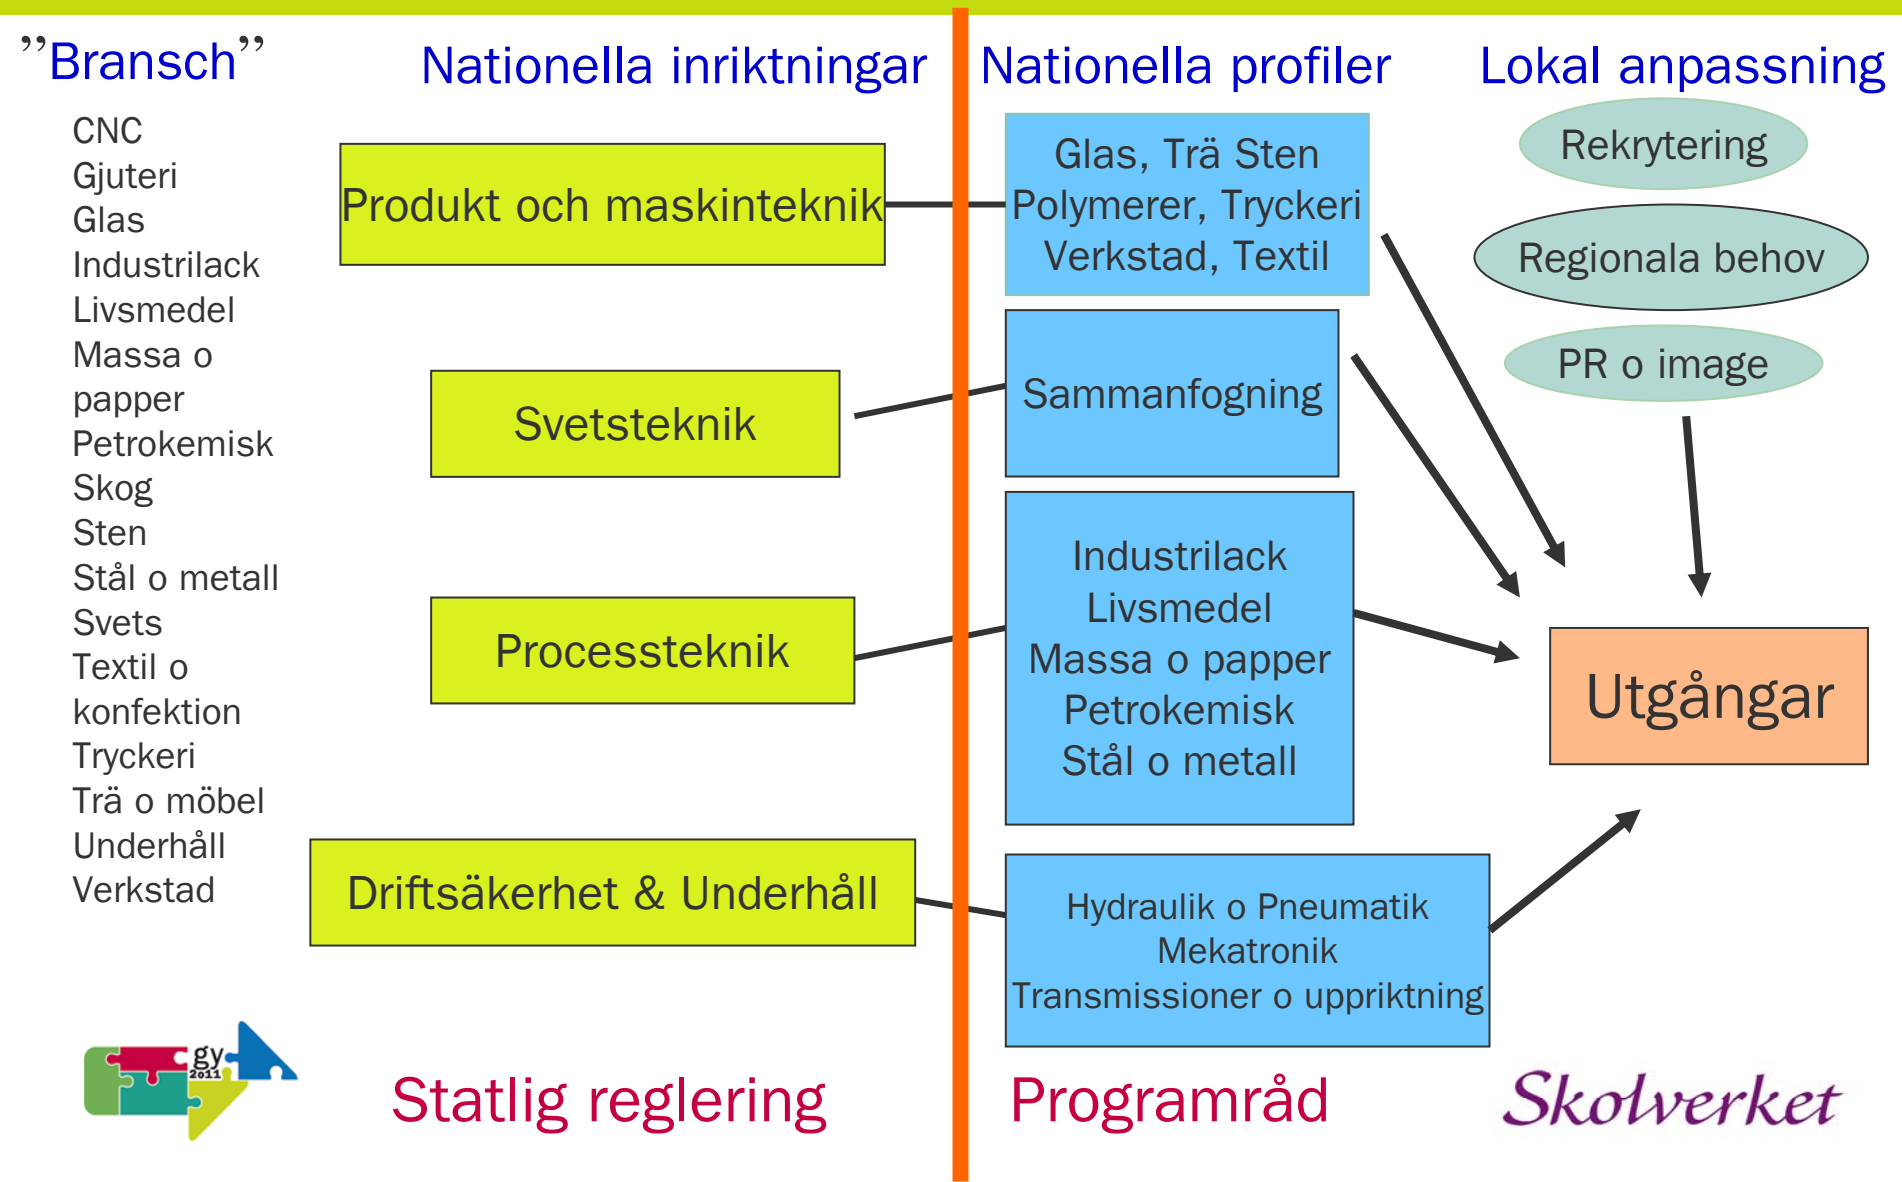 ”Bransch”
Nationella inriktningar
Nationella profiler
Lokal anpassning
CNC
Gjuteri
Glas
Industrilack
Livsmedel
Massa o
papper
Petrokemisk
Skog
Sten
Stål o metall
Svets
Textil o
konfektion
Tryckeri
Trä o möbel
Underhåll
Verkstad
Produkt och maskinteknik
Svetsteknik
Processteknik
Driftsäkerhet & Underhåll
Glas, Trä Sten
Polymerer, Tryckeri
Verkstad, Textil
Sammanfogning
Industrilack
Livsmedel
Massa o papper
Petrokemisk
Stål o metall
Hydraulik o Pneumatik
Mekatronik
Transmissioner o uppriktning
Rekrytering
Regionala behov
PR o image
Utgångar
gy
2011
Statlig reglering
Programråd
Skolverket